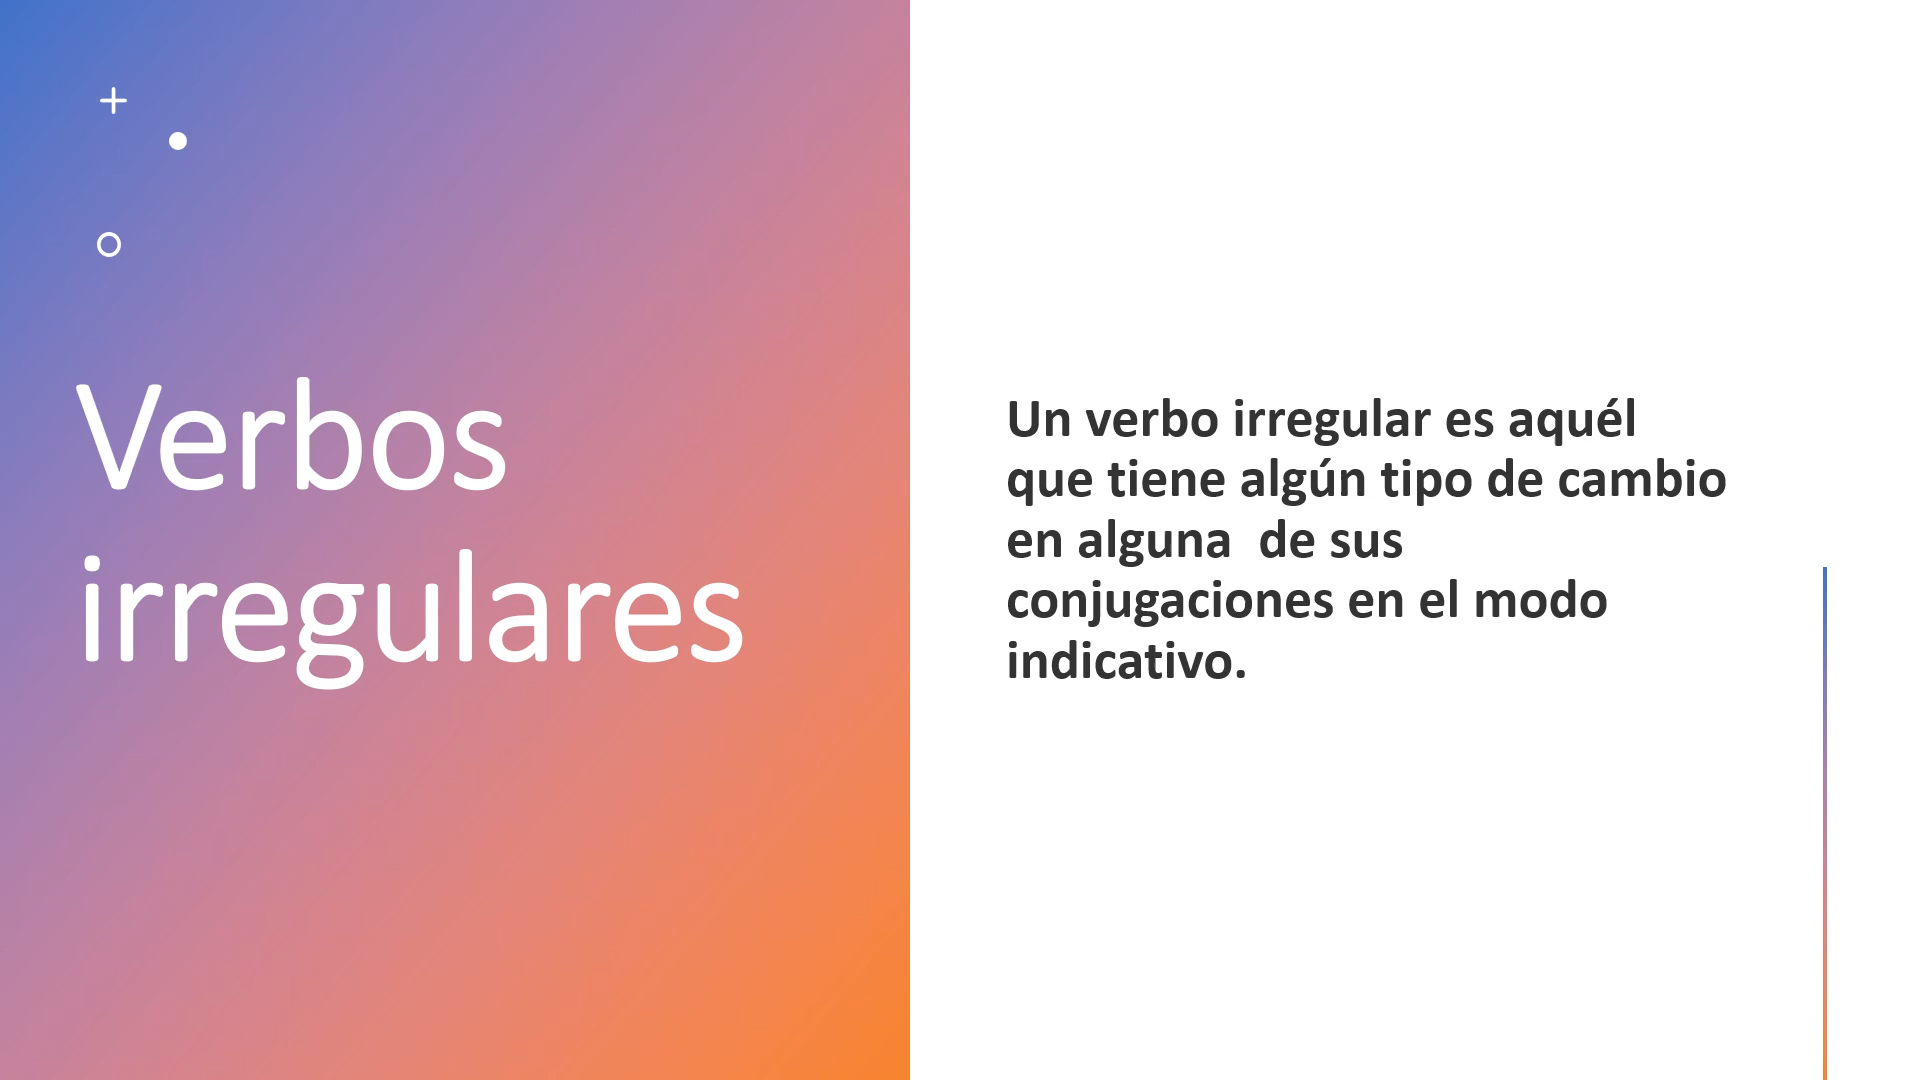 Verbos
irregulares
Un verbo irregular es aquél
que tiene algún tipo de cambio
en alguna  de sus
conjugaciones en el modo
indicativo.